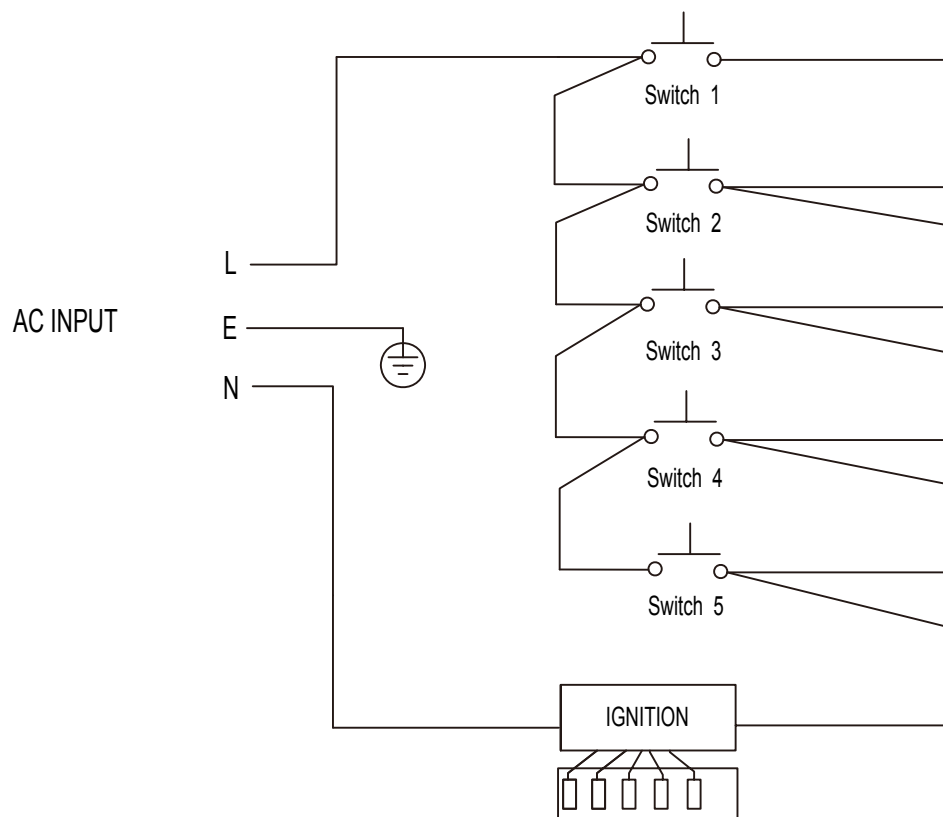 Switch 1
Switch 2
L
AC INPUT
E
Switch 3
N
Switch 4
Switch 5
IGNITION